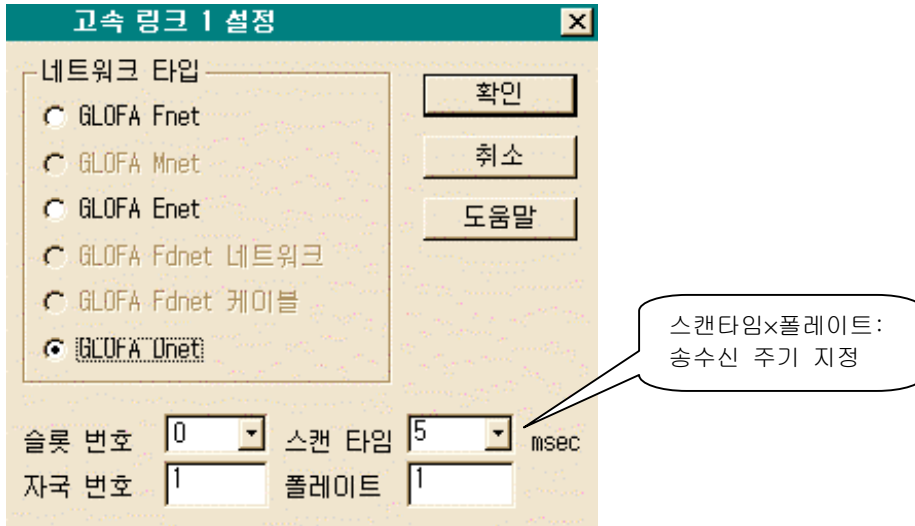 고속 링크 1 설정
네트워크 타입
GLOFA Fnet
GLOFA Mnet
GLOFA Enet
GLOFA Fdnet 네트워크
GLOFA Fdnet 케이블
GLOFA Dnet
확인
취소
도움말
스캔타임×폴레이트:
송수신 주기 지정
슬롯 번호 0 스캔 타임 5 msec
자국 번호 1 폴레이트 1